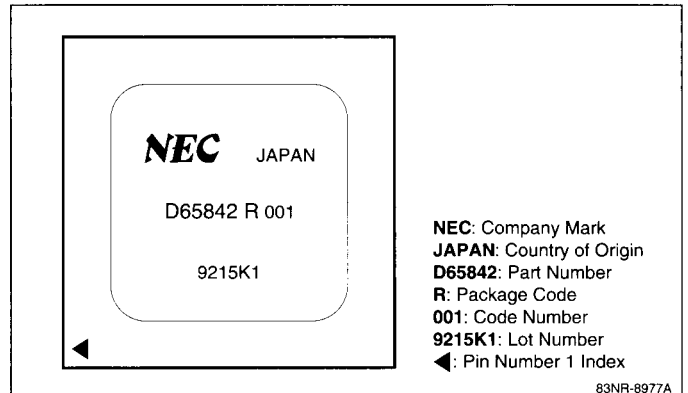 NEC JAPAN
D65842 R 001
9215K1
NEC: Company Mark
JAPAN: Country of Origin
D65842: Part Number
R: Package Code
001: Code Number
9215K1: Lot Number
◀: Pin Number 1 Index
83NR-8977A